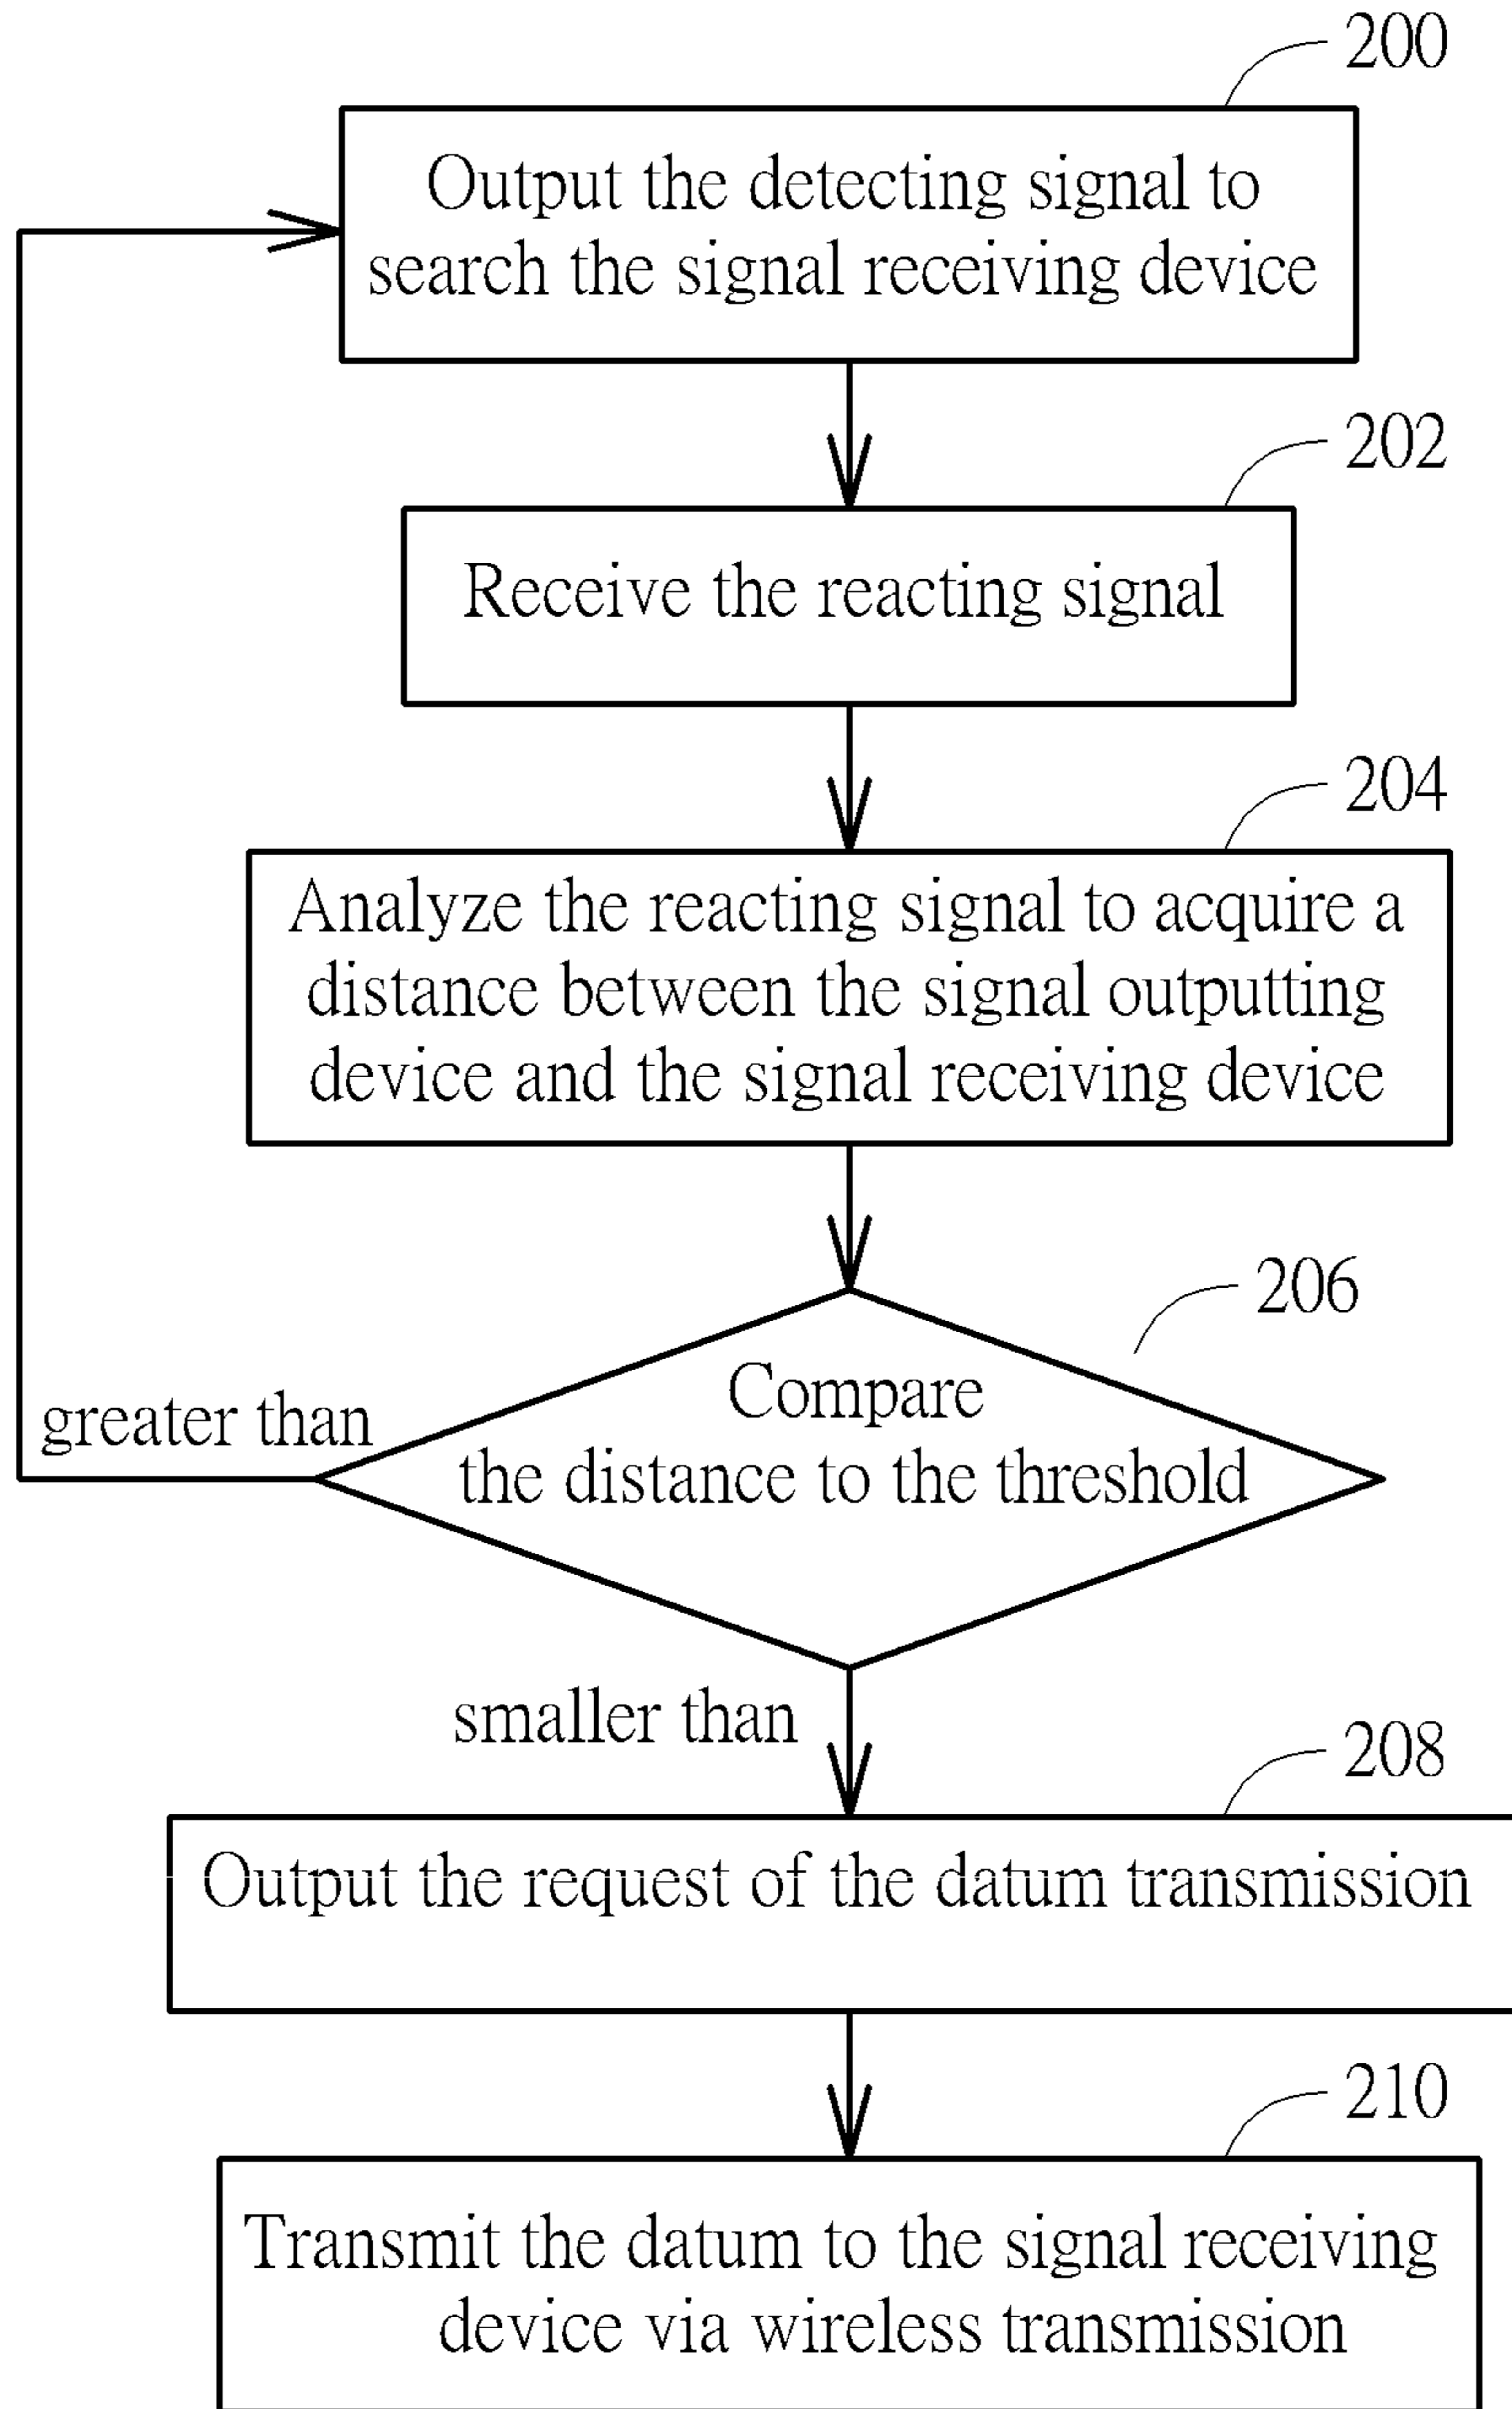 200
Output the detecting signal to
search the signal receiving device
202
Receive the reacting signal
204
Analyze the reacting signal to acquire a
distance between the signal outputting
device and the signal receiving device
206
Compare
the distance to the threshold
greater than
smaller than
208
Output the request of the datum transmission
210
Transmit the datum to the signal receiving
device via wireless transmission